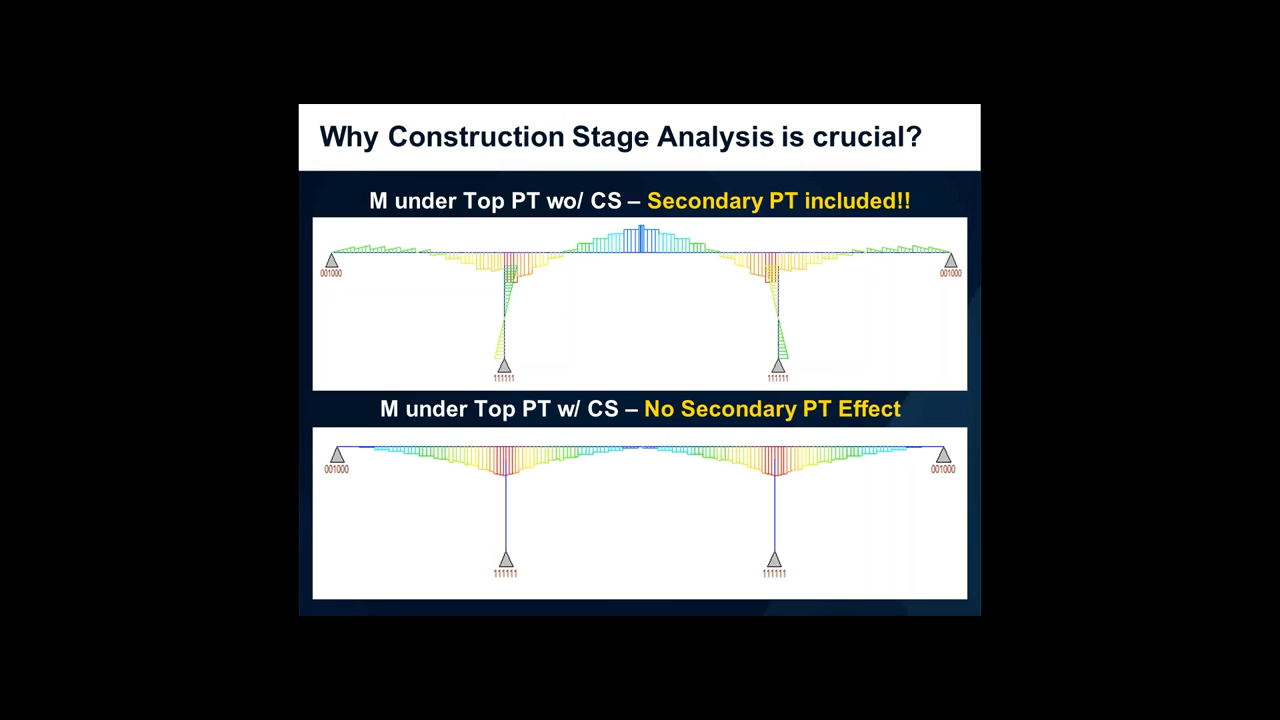 Why Construction Stage Analysis is crucial?
M under Top PT wo/ CS – Secondary PT included!!
001000
001000
111111
111111
M under Top PT w/ CS – No Secondary PT Effect
001000
001000
111111
111111